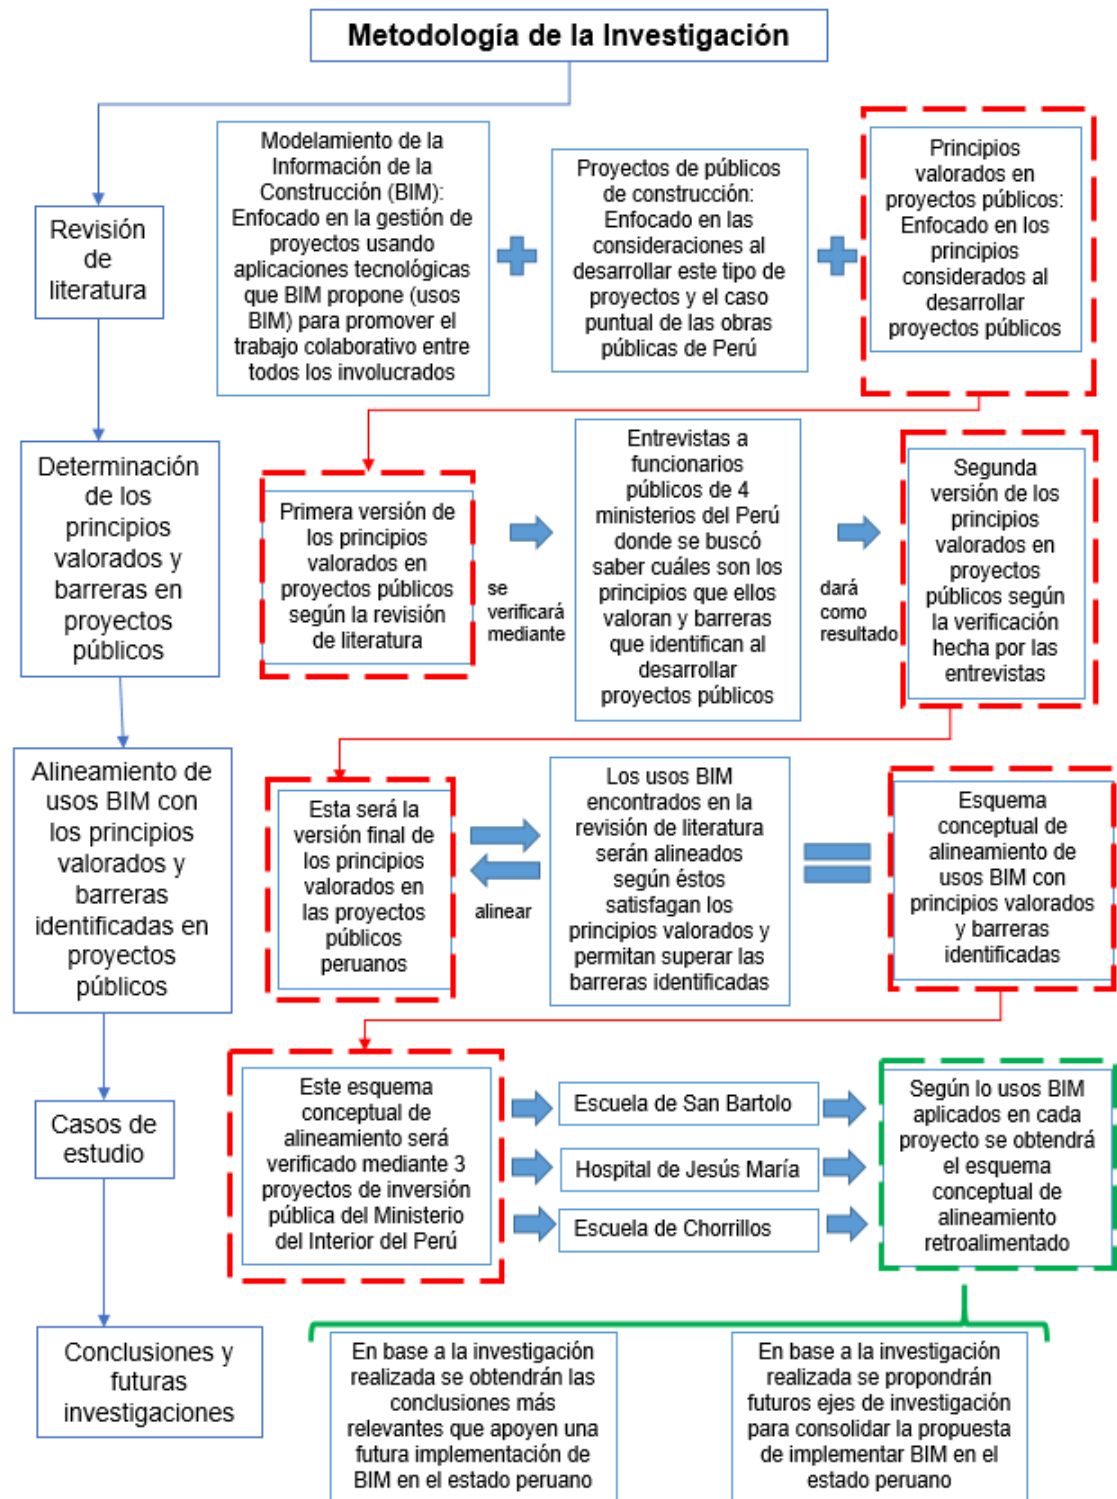 Metodología de la Investigación
Revisión
de
literatura
Modelamiento de la
Información de la
Construcción (BIM):
Enfocado en la gestión de
proyectos usando
aplicaciones tecnológicas
que BIM propone (usos
BIM) para promover el
trabajo colaborativo entre
todos los involucrados
Proyectos de públicos
de construcción:
Enfocado en las
consideraciones al
desarrollar este tipo de
proyectos y el caso
puntual de las obras
públicas de Perú
Principios
valorados en
proyectos públicos:
Enfocado en los
principios
considerados al
desarrollar
proyectos públicos
Determinación
de los
principios
valorados y
barreras en
proyectos
públicos
Primera versión de
los principios
valorados en
proyectos públicos
según la revisión
de literatura
se
verificará
mediante
Entrevistas a
funcionarios
públicos de 4
ministerios del Perú
donde se buscó
saber cuáles son los
principios que ellos
valoran y barreras
que identifican al
desarrollar
proyectos públicos
dará
como
resultado
Segunda
versión de los
principios
valorados en
proyectos
públicos según
la verificación
hecha por las
entrevistas
Alineamiento de
usos BIM con
los principios
valorados y
barreras
identificadas en
proyectos
públicos
Esta será la
versión final de
los principios
valorados en
las proyectos
públicos
peruanos
alinear
Los usos BIM
encontrados en la
revisión de literatura
serán alineados
según éstos
satisfagan los
principios valorados y
permitan superar las
barreras identificadas
Esquema
conceptual de
alineamiento de
usos BIM con
principios valorados
y barreras
identificadas
Casos de
estudio
Este esquema
conceptual de
alineamiento será
verificado mediante 3
proyectos de inversión
pública del Ministerio
del Interior del Perú
Escuela de San Bartolo
Hospital de Jesús María
Escuela de Chorrillos
Según lo usos BIM
aplicados en cada
proyecto se obtendrá
el esquema
conceptual de
alineamiento
retroalimentado
Conclusiones y
futuras
investigaciones
En base a la investigación
realizada se obtendrán las
conclusiones más
relevantes que apoyen una
futura implementación de
BIM en el estado peruano
En base a la investigación
realizada se propondrán
futuros ejes de investigación
para consolidar la propuesta
de implementar BIM en el
estado peruano